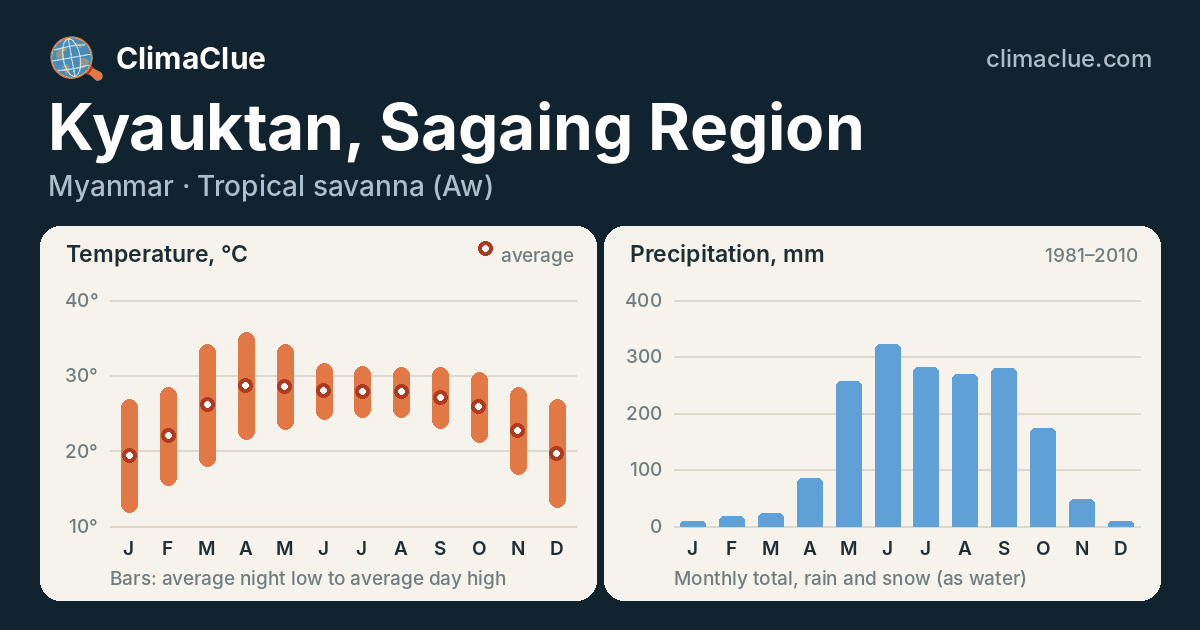 ClimaClue
climaclue.com
Kyauktan, Sagaing Region
Myanmar · Tropical savanna (Aw)
Temperature, °C
average
40°
30°
20°
10°
J F M A M J J A S O N D
Bars: average night low to average day high
Precipitation, mm
1981–2010
400
300
200
100
0
J F M A M J J A S O N D
Monthly total, rain and snow (as water)